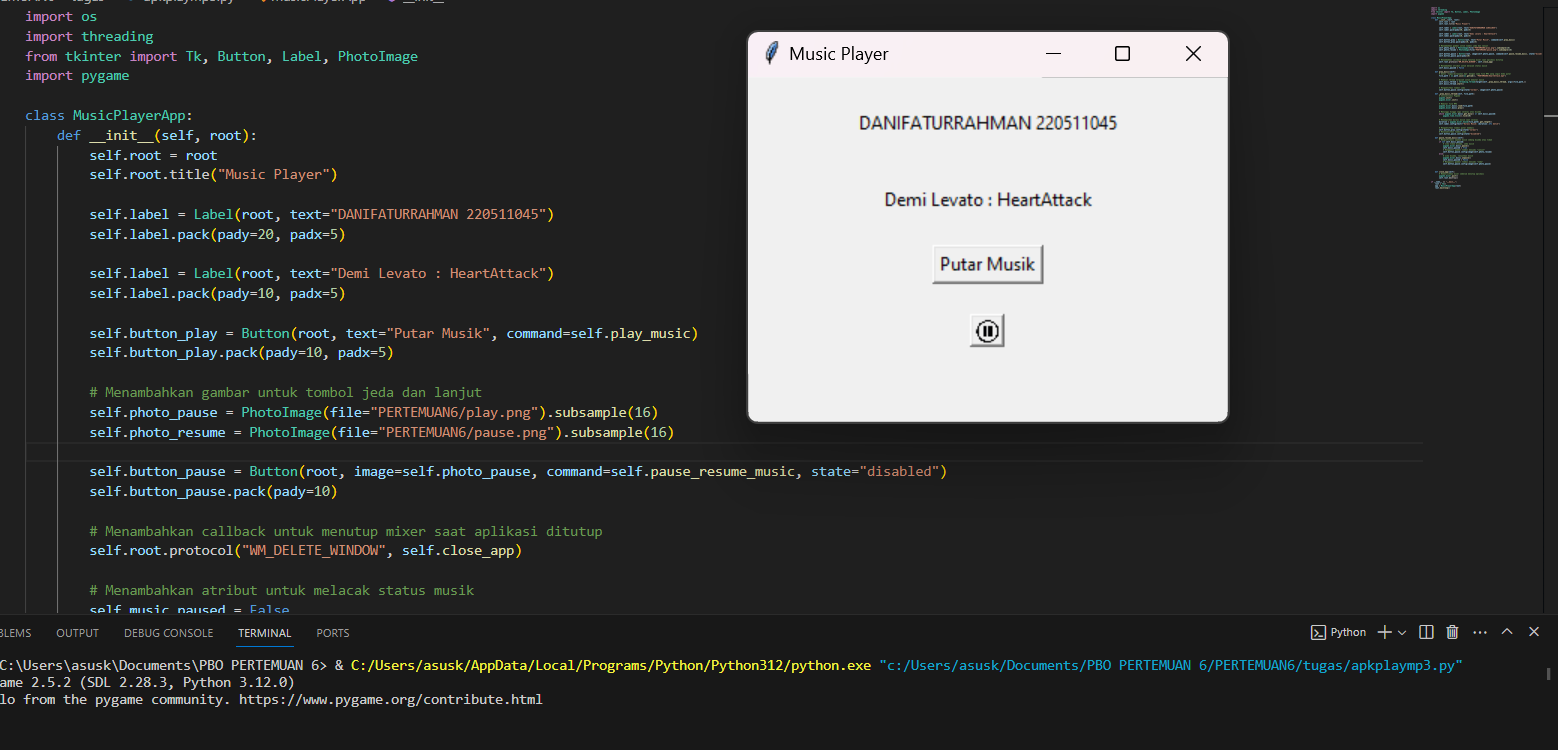 import os
import threading
from tkinter import Tk, Button, Label, PhotoImage
import pygame
class MusicPlayerApp:
def __init__(self, root):
self.root = root
self.root.title("Music Player")
self.label = Label(root, text="DANIFATURRAHMAN 220511045")
self.label.pack(pady=20, padx=5)
self.label = Label(root, text="Demi Levato : HeartAttack")
self.label.pack(pady=10, padx=5)
self.button_play = Button(root, text="Putar Musik", command=self.play_music)
self.button_play.pack(pady=10, padx=5)
# Menambahkan gambar untuk tombol jeda dan lanjut
self.photo_pause = PhotoImage(file="PERTEMUAN6/play.png").subsample(16)
self.photo_resume = PhotoImage(file="PERTEMUAN6/pause.png").subsample(16)
self.button_pause = Button(root, image=self.photo_pause, command=self.pause_resume_music, state="disabled")
self.button_pause.pack(pady=10)
# Menambahkan callback untuk menutup mixer saat aplikasi ditutup
self.root.protocol("WM_DELETE_WINDOW", self.close_app)
# Menambahkan atribut untuk melacak status musik
self.music_paused = False
Music Player
DANIFATURRAHMAN 220511045
Demi Levato : HeartAttack
Putar Musik
BLEMS OUTPUT DEBUG CONSOLE TERMINAL PORTS
Python
C:\Users\asusk\Documents\PBO PERTEMUAN 6> & C:/Users/asusk/AppData/Local/Programs/Python/Python312/python.exe "c:/Users/asusk/Documents/PBO PERTEMUAN 6/PERTEMUAN6/tugas/apkplaymp3.py"
ame 2.5.2 (SDL 2.28.3, Python 3.12.0)
lo from the pygame community. https://www.pygame.org/contribute.html